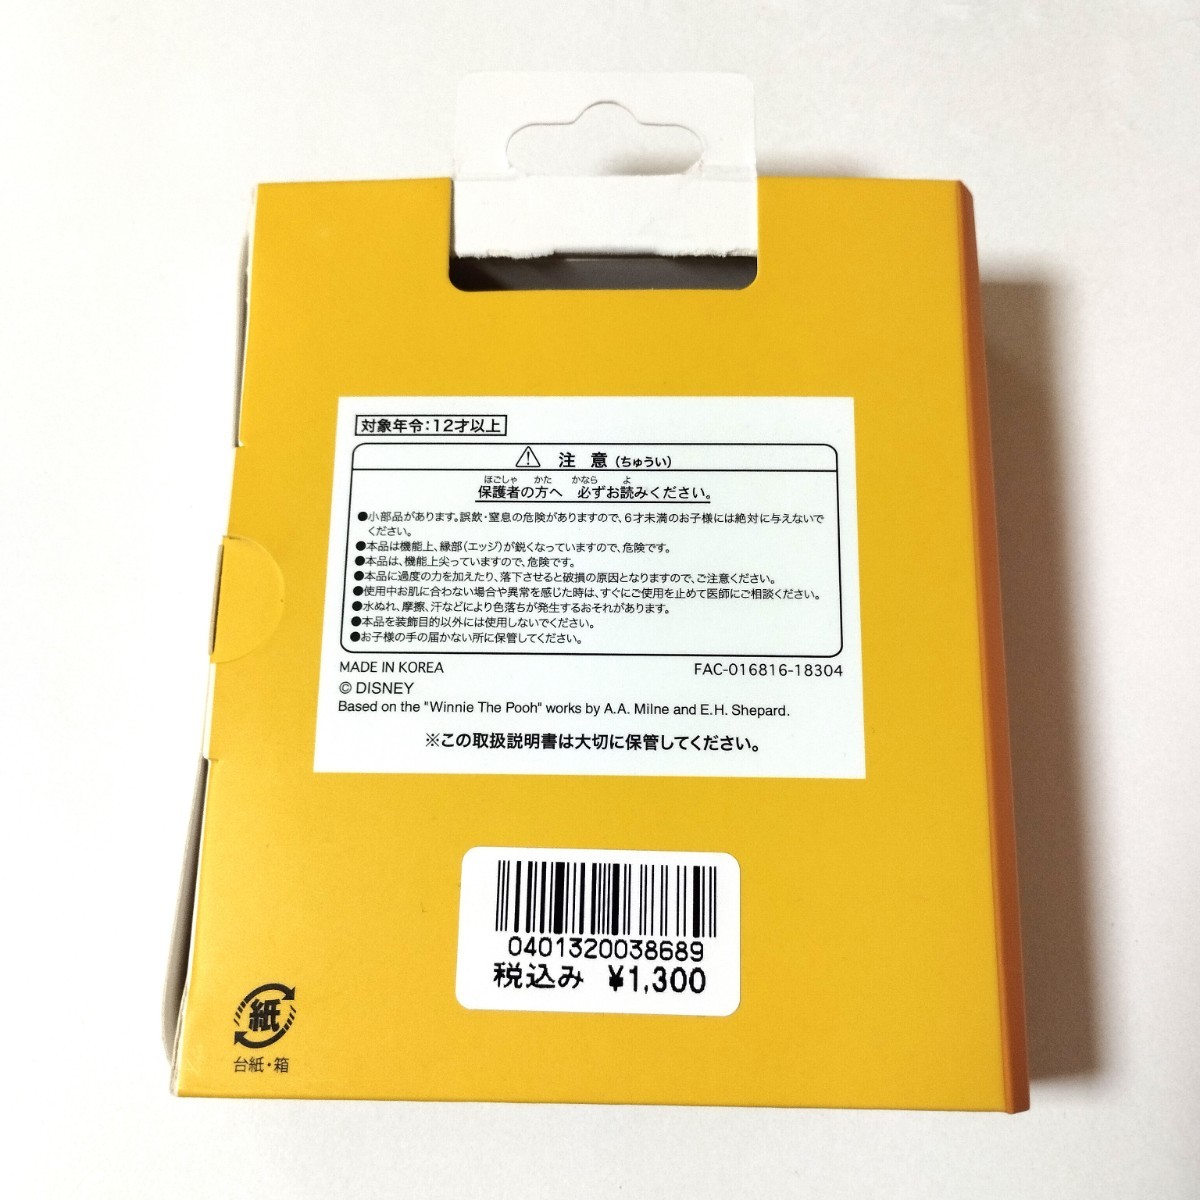 対象年令:12才以上
注 意(ちゅうい)
ほごしゃ かた かなら よ
保護者の方へ 必ずお読みください。
●小部品があります。誤飲・窒息の危険がありますので、6才未満のお子様には絶対に与えないで
ください。
●本品は機能上、縁部(エッジ)が鋭くなっていますので、危険です。
●本品は、機能上尖っていますので、危険です。
●本品に過度の力を加えたり、落下させると破損の原因となりますので、ご注意ください。
●使用中お肌に合わない場合や異常を感じた時は、すぐにご使用を止めて医師にご相談ください。
●水ぬれ、摩擦、汗などにより色落ちが発生するおそれがあります。
●本品を装飾目的以外には使用しないでください。
●お子様の手の届かない所に保管してください。
MADE IN KOREA FAC-016816-18304
© DISNEY
Based on the "Winnie The Pooh" works by A.A. Milne and E.H. Shepard.
※この取扱説明書は大切に保管してください。
0401320038689
税込み ¥1,300
紙
台紙・箱